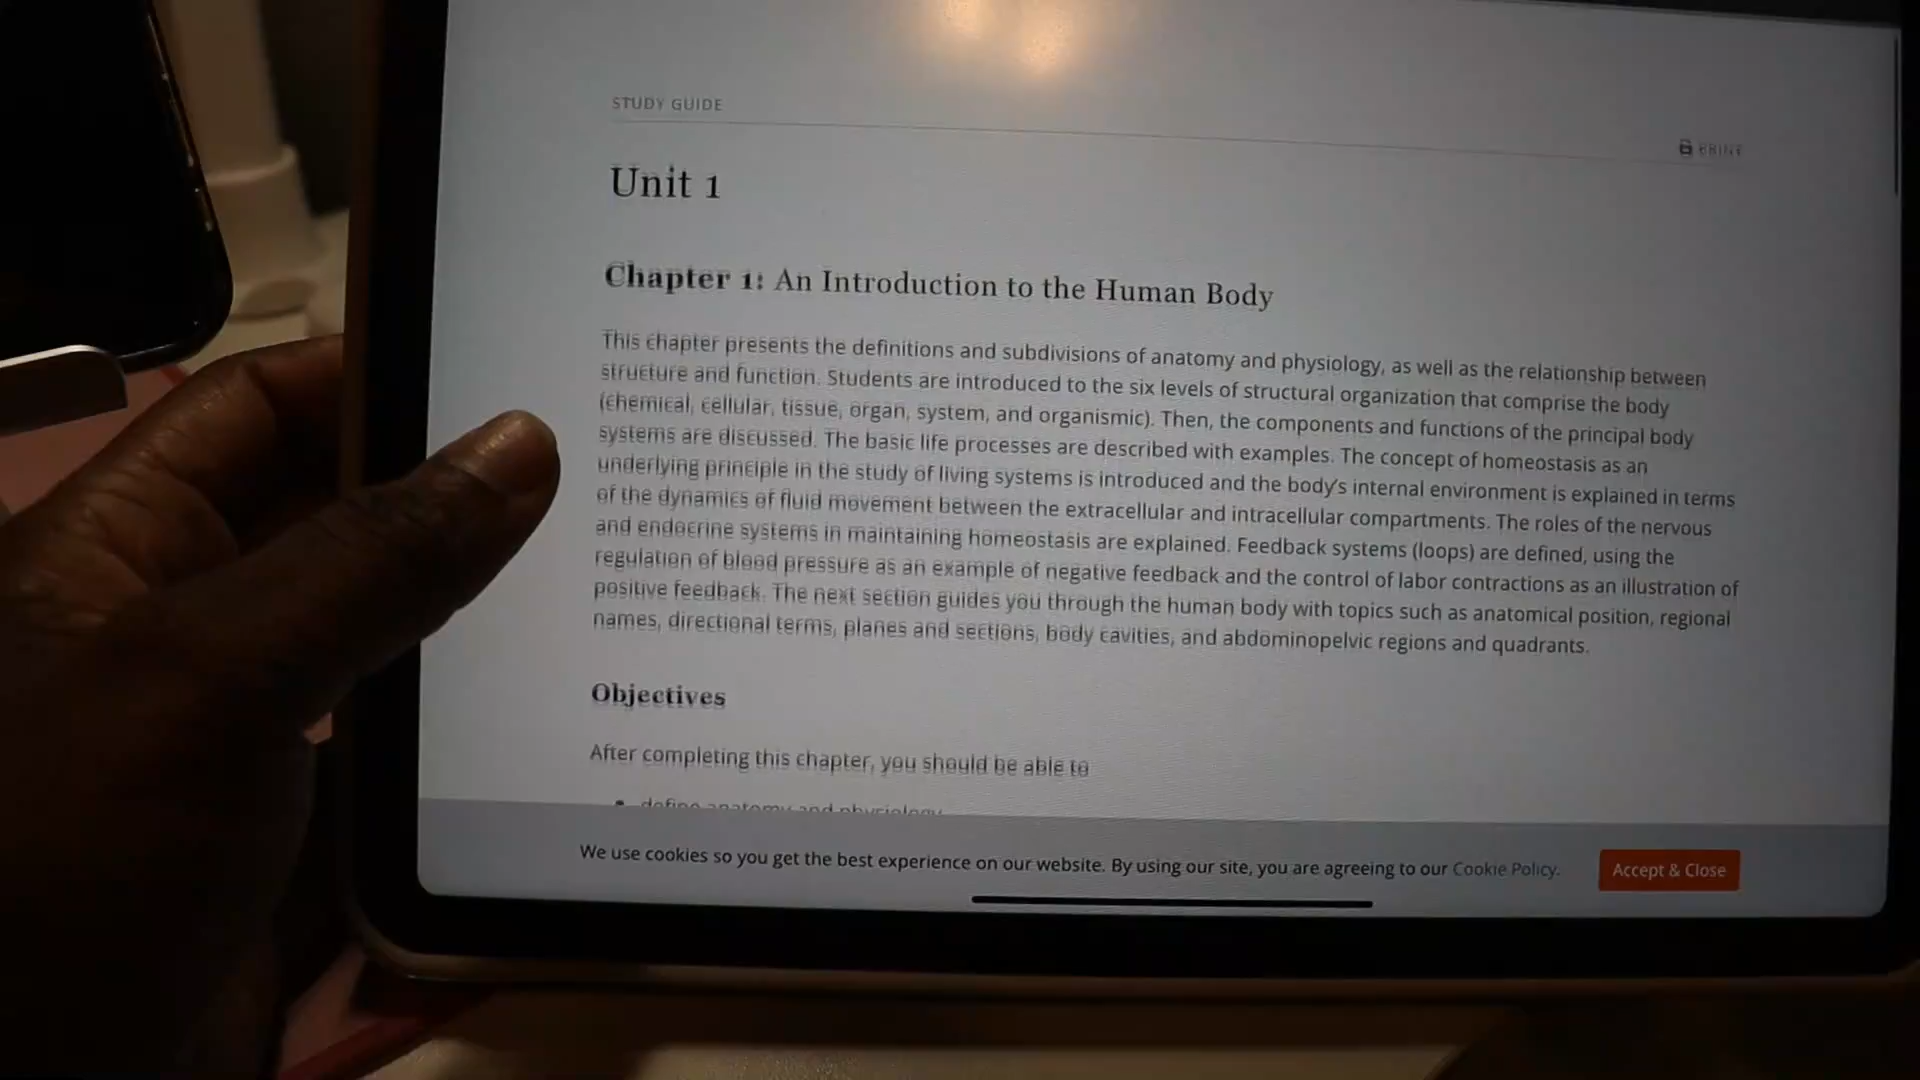 STUDY GUIDE
PRINT
Unit 1
Chapter 1: An Introduction to the Human Body
This chapter presents the definitions and subdivisions of anatomy and physiology, as well as the relationship between
structure and function. Students are introduced to the six levels of structural organization that comprise the body
(chemical, cellular, tissue, organ, system, and organismic). Then, the components and functions of the principal body
systems are discussed. The basic life processes are described with examples. The concept of homeostasis as an
underlying principle in the study of living systems is introduced and the body's internal environment is explained in terms
of the dynamics of fluid movement between the extracellular and intracellular compartments. The roles of the nervous
and endocrine systems in maintaining homeostasis are explained. Feedback systems (loops) are defined, using the
regulation of blood pressure as an example of negative feedback and the control of labor contractions as an illustration of
positive feedback. The next section guides you through the human body with topics such as anatomical position, regional
names, directional terms, planes and sections, body cavities, and abdominopelvic regions and quadrants.
Objectives
After completing this chapter, you should be able to
• define anatomy and physiology
We use cookies so you get the best experience on our website. By using our site, you are agreeing to our Cookie Policy.
Accept & Close